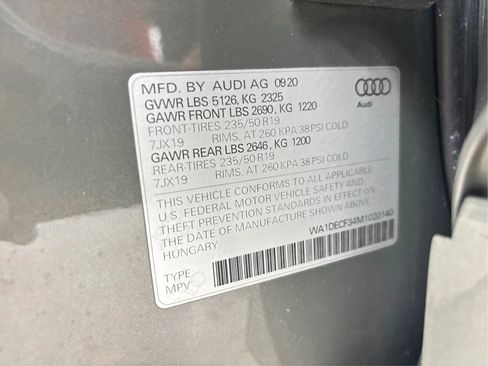 MFD. BY AUDI AG 0920
GVWR LBS 5126, KG 2325
GAWR FRONT LBS 2690, KG 1220
FRONT-TIRES 235/50 R19
7JX19 RIMS. AT 260 KPA 38 PSI COLD
GAWR REAR LBS 2646, KG 1200
REAR-TIRES 235/50 R19
7JX19 RIMS. AT 260 KPA 38 PSI COLD
THIS VEHICLE CONFORMS TO ALL APPLICABLE
U.S. FEDERAL MOTOR VEHICLE SAFETY AND
THEFT PREVENTION STANDARDS IN EFFECT ON
THE DATE OF MANUFACTURE SHOWN ABOVE
HUNGARY WA1DECF34M1020140
TYPE:
MPV
Audi